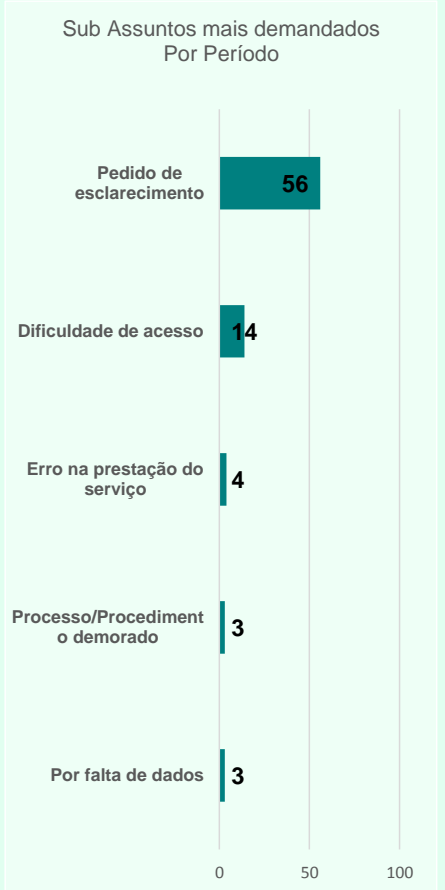 Sub Assuntos mais demandados
Por Período
Pedido de
esclarecimento
56
Dificuldade de acesso
14
Erro na prestação do
serviço
4
Processo/Procediment
o demorado
3
Por falta de dados
3
0 50 100